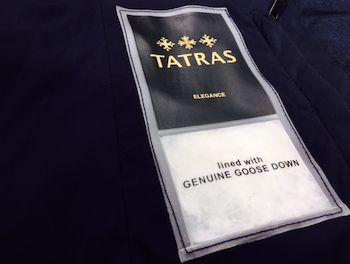 TATRAS
ELEGANCE
lined with
GENUINE GOOSE DOWN